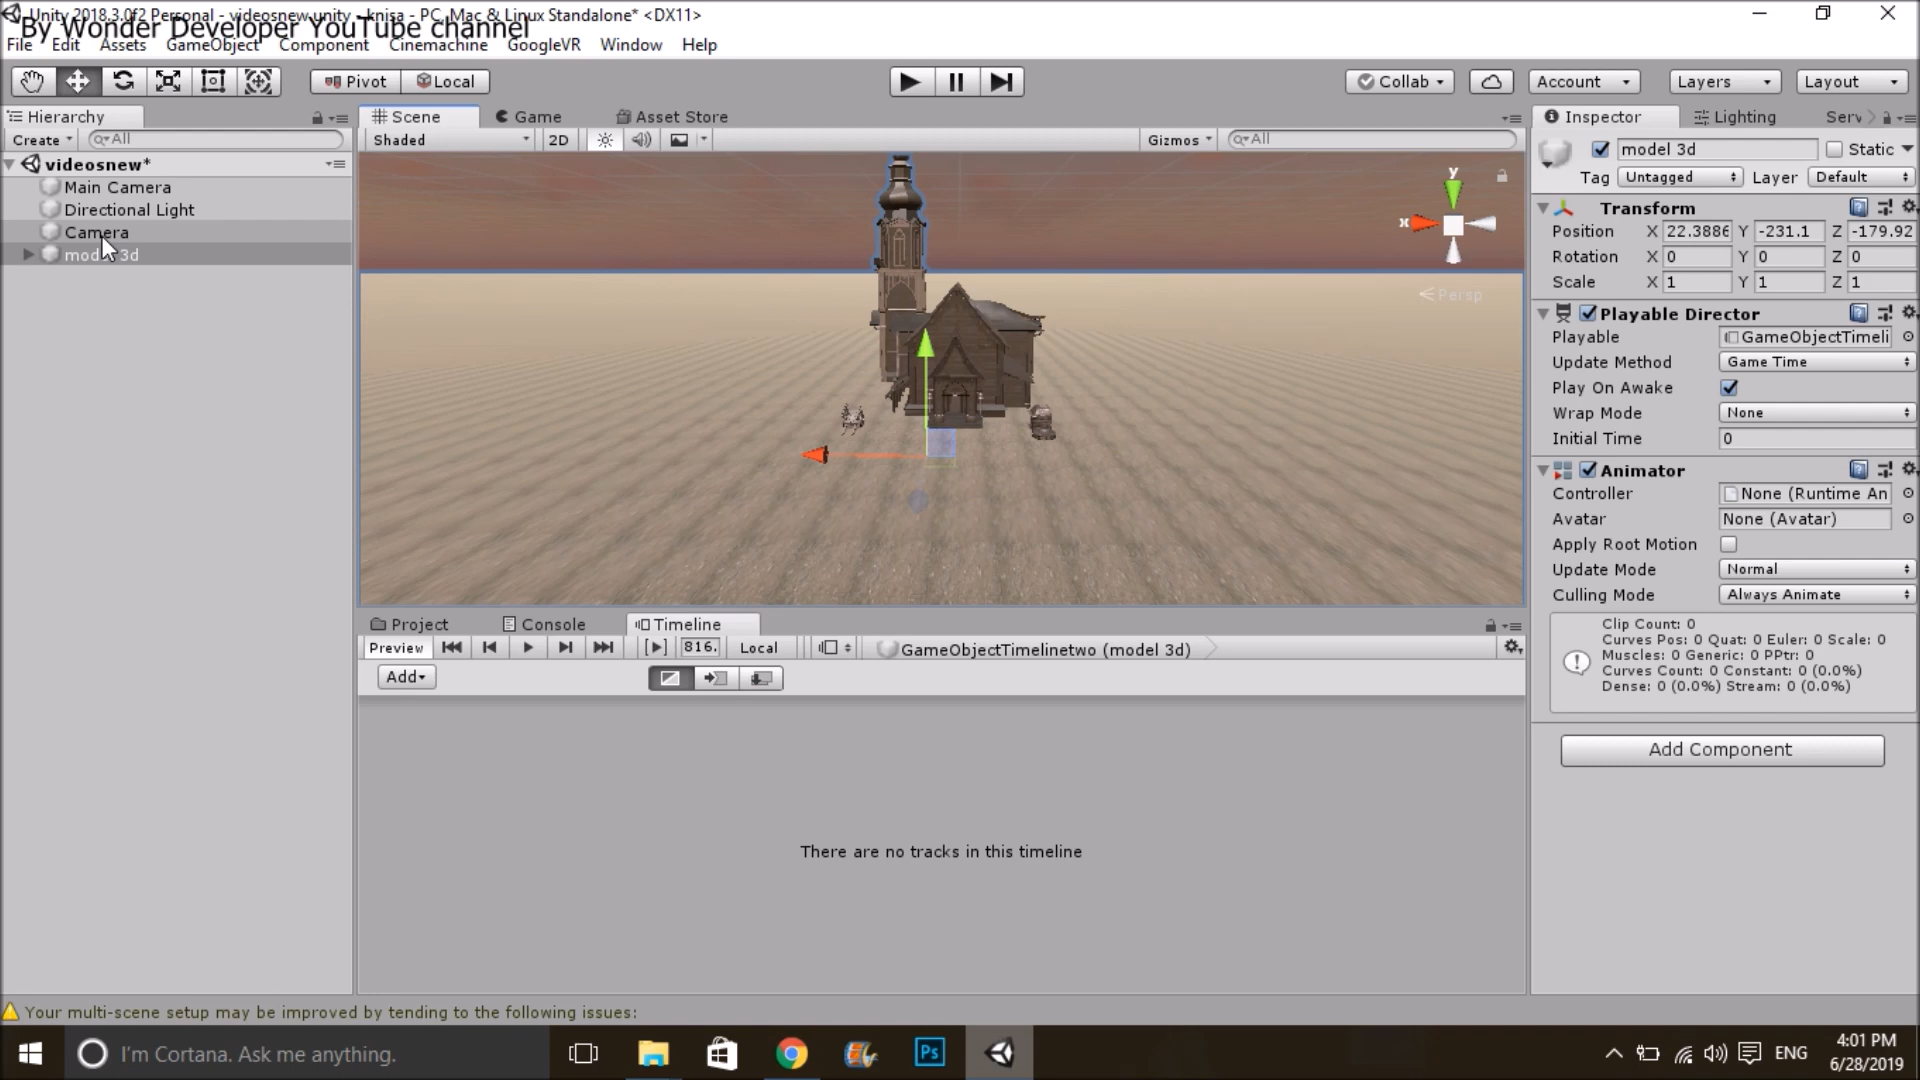 Unity 2018.3.0f2 Personal - videosnew.unity - knisa - PC, Mac & Linux Standalone* <DX11>
By Wonder Developer YouTube channel
File Edit Assets GameObject Component Cinemachine GoogleVR Window Help
Pivot Local Collab Account Layers Layout
Hierarchy Scene Game Asset Store Inspector Lighting Serv
Create All Shaded 2D Gizmos All
videosnew*
Main Camera
Directional Light
Camera
model 3d
y
x
Persp
model 3d Static
Tag Untagged Layer Default
Transform
Position X 22.3886 Y -231.1 Z -179.92
Rotation X 0 Y 0 Z 0
Scale X 1 Y 1 Z 1
Playable Director
Playable GameObjectTimeli
Update Method Game Time
Play On Awake
Wrap Mode None
Initial Time 0
Animator
Controller None (Runtime An
Avatar None (Avatar)
Apply Root Motion
Update Mode Normal
Culling Mode Always Animate
Clip Count: 0
Curves Pos: 0 Quat: 0 Euler: 0 Scale: 0
Muscles: 0 Generic: 0 PPtr: 0
Curves Count: 0 Constant: 0 (0.0%)
Dense: 0 (0.0%) Stream: 0 (0.0%)
Add Component
Project Console Timeline
Preview 816. Local GameObjectTimelinetwo (model 3d)
Add
There are no tracks in this timeline
Your multi-scene setup may be improved by tending to the following issues:
I'm Cortana. Ask me anything.
Ps
ENG
4:01 PM
6/28/2019